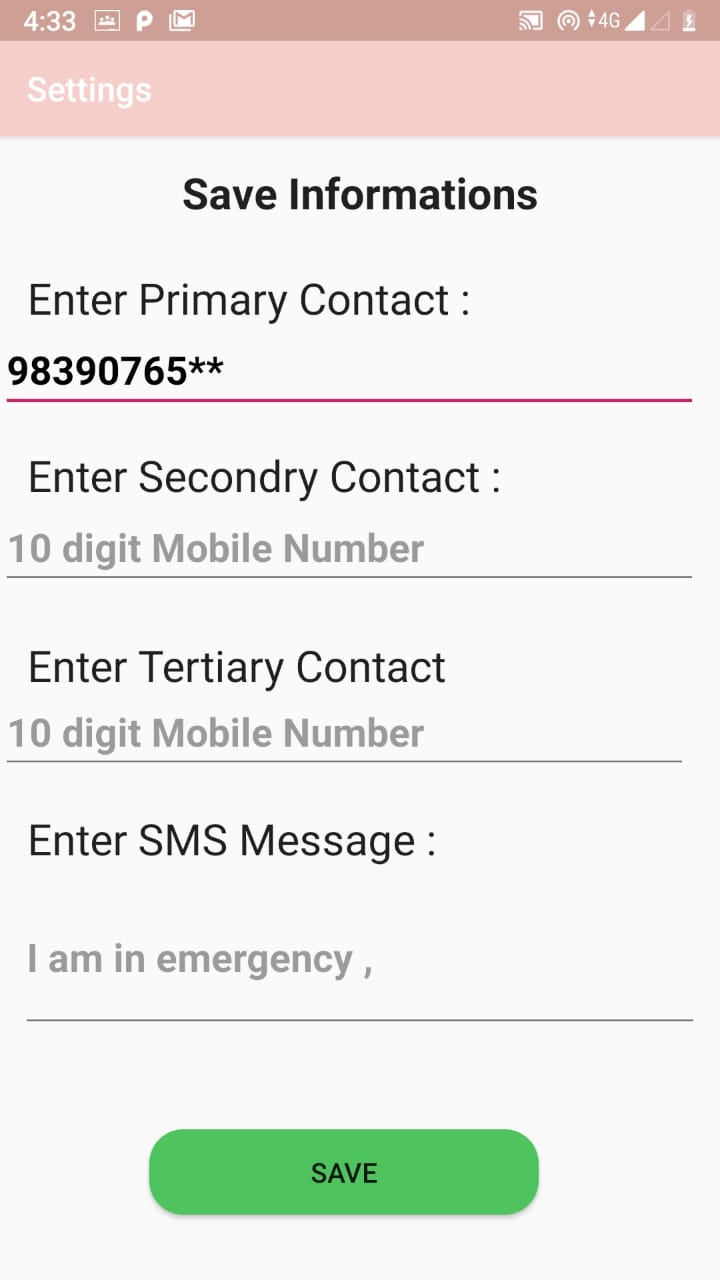 4:33 4G
Settings
Save Informations
Enter Primary Contact :
98390765**
Enter Secondry Contact :
10 digit Mobile Number
Enter Tertiary Contact
10 digit Mobile Number
Enter SMS Message :
I am in emergency ,
SAVE